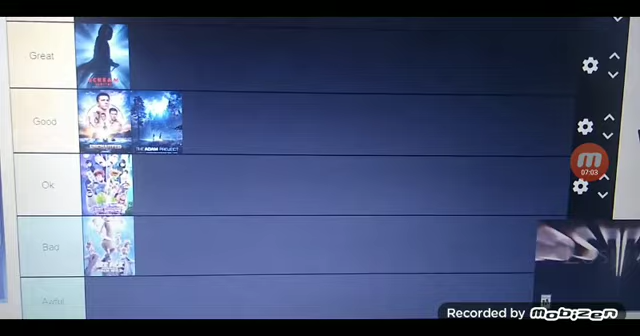 Great
SCREAM
Good
UNCHARTED
THE ADAM PROJECT
Ok
Bad
Awful
07:03
Recorded by mobizen